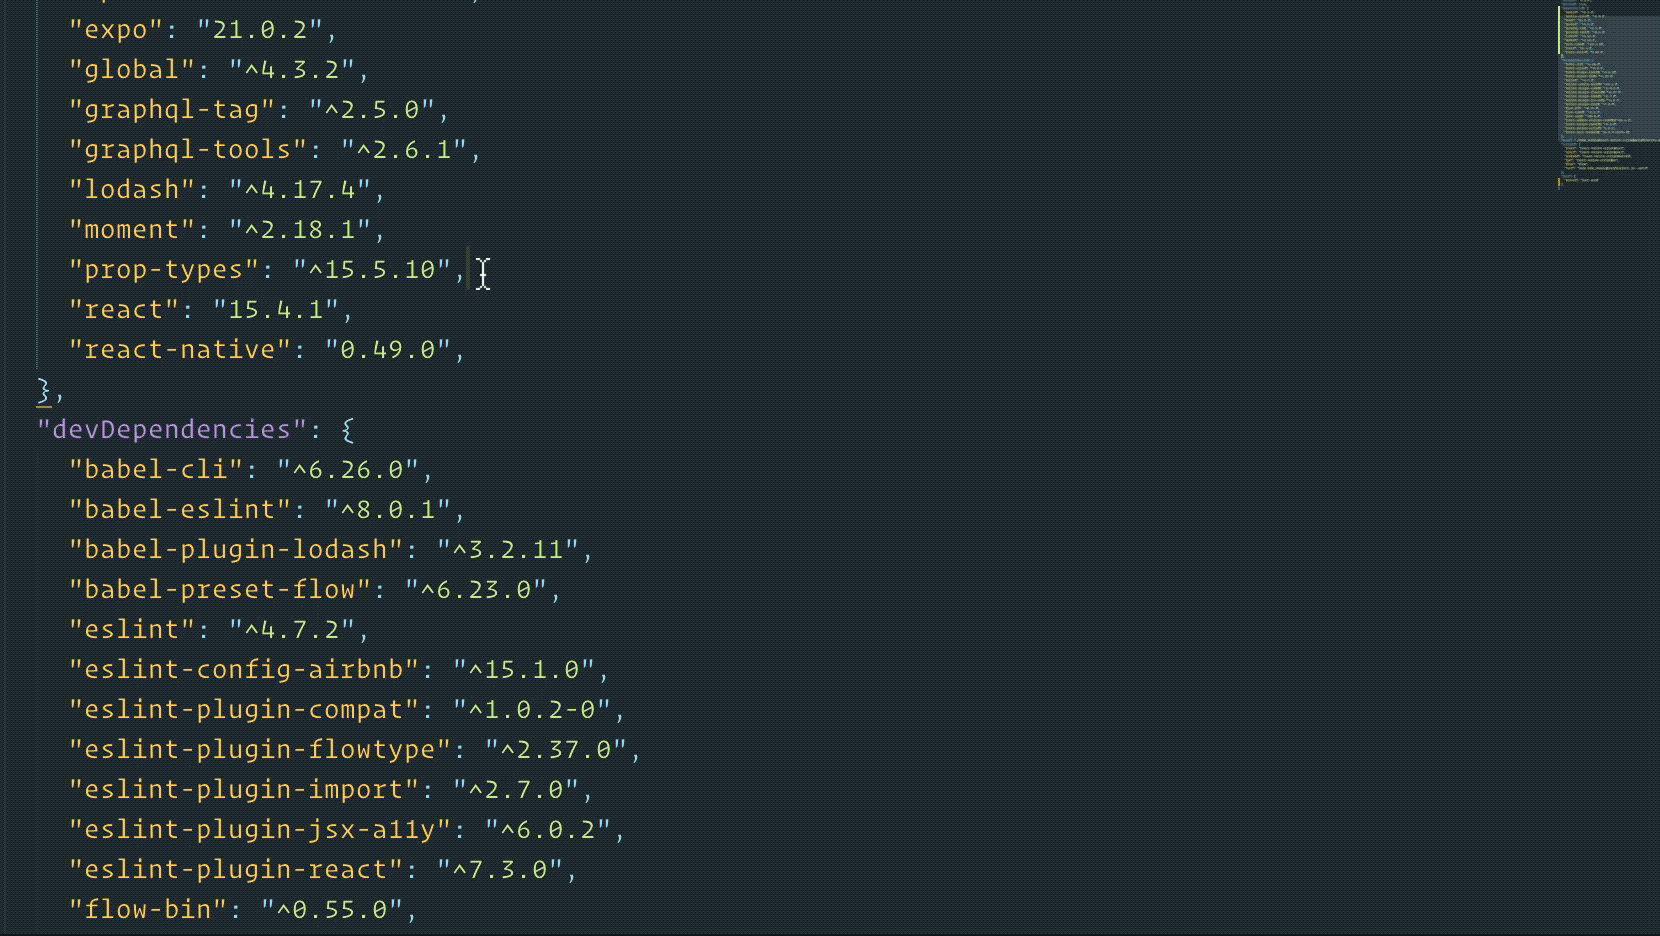 "expo": "21.0.2",
"global": "^4.3.2",
"graphql-tag": "^2.5.0",
"graphql-tools": "^2.6.1",
"lodash": "^4.17.4",
"moment": "^2.18.1",
"prop-types": "^15.5.10",
"react": "15.4.1",
"react-native": "0.49.0",
},
"devDependencies": {
"babel-cli": "^6.26.0",
"babel-eslint": "^8.0.1",
"babel-plugin-lodash": "^3.2.11",
"babel-preset-flow": "^6.23.0",
"eslint": "^4.7.2",
"eslint-config-airbnb": "^15.1.0",
"eslint-plugin-compat": "^1.0.2-0",
"eslint-plugin-flowtype": "^2.37.0",
"eslint-plugin-import": "^2.7.0",
"eslint-plugin-jsx-a11y": "^6.0.2",
"eslint-plugin-react": "^7.3.0",
"flow-bin": "^0.55.0",